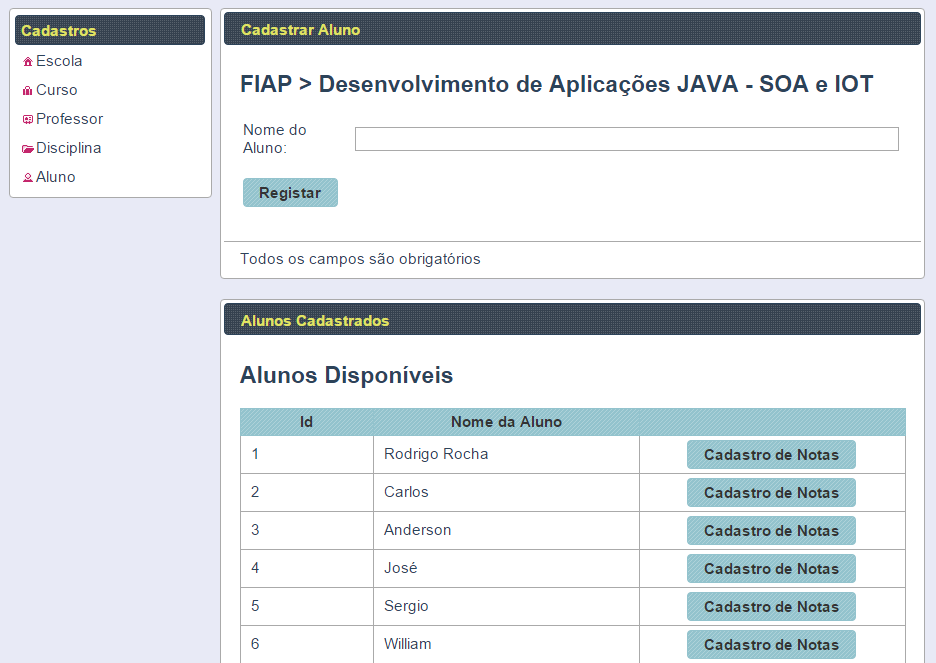 Cadastros
Escola
Curso
Professor
Disciplina
Aluno
Cadastrar Aluno
FIAP > Desenvolvimento de Aplicações JAVA - SOA e IOT
Nome do
Aluno:
Registar
Todos os campos são obrigatórios
Alunos Cadastrados
Alunos Disponíveis
Id Nome da Aluno
1 Rodrigo Rocha Cadastro de Notas
2 Carlos Cadastro de Notas
3 Anderson Cadastro de Notas
4 José Cadastro de Notas
5 Sergio Cadastro de Notas
6 William Cadastro de Notas